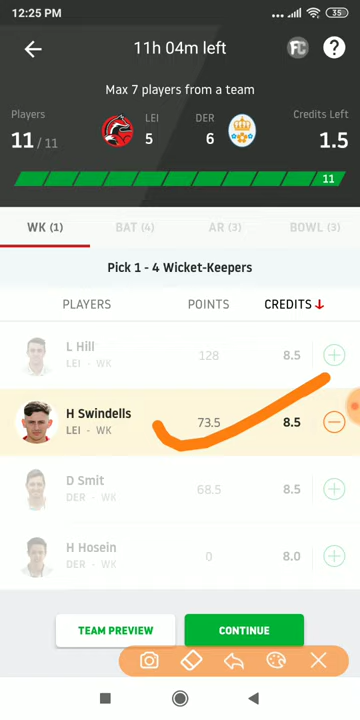 12:25 PM
35
11h 04m left
FC
?
Max 7 players from a team
Players
LEI
DER
Credits Left
11 / 11
5
6
1.5
11
WK (1)
BAT (4)
AR (3)
BOWL (3)
Pick 1 - 4 Wicket-Keepers
PLAYERS
POINTS
CREDITS
L Hill
LEI - WK
128
8.5
H Swindells
LEI - WK
73.5
8.5
D Smit
DER - WK
68.5
8.5
H Hosein
DER - WK
0
8.0
TEAM PREVIEW
CONTINUE